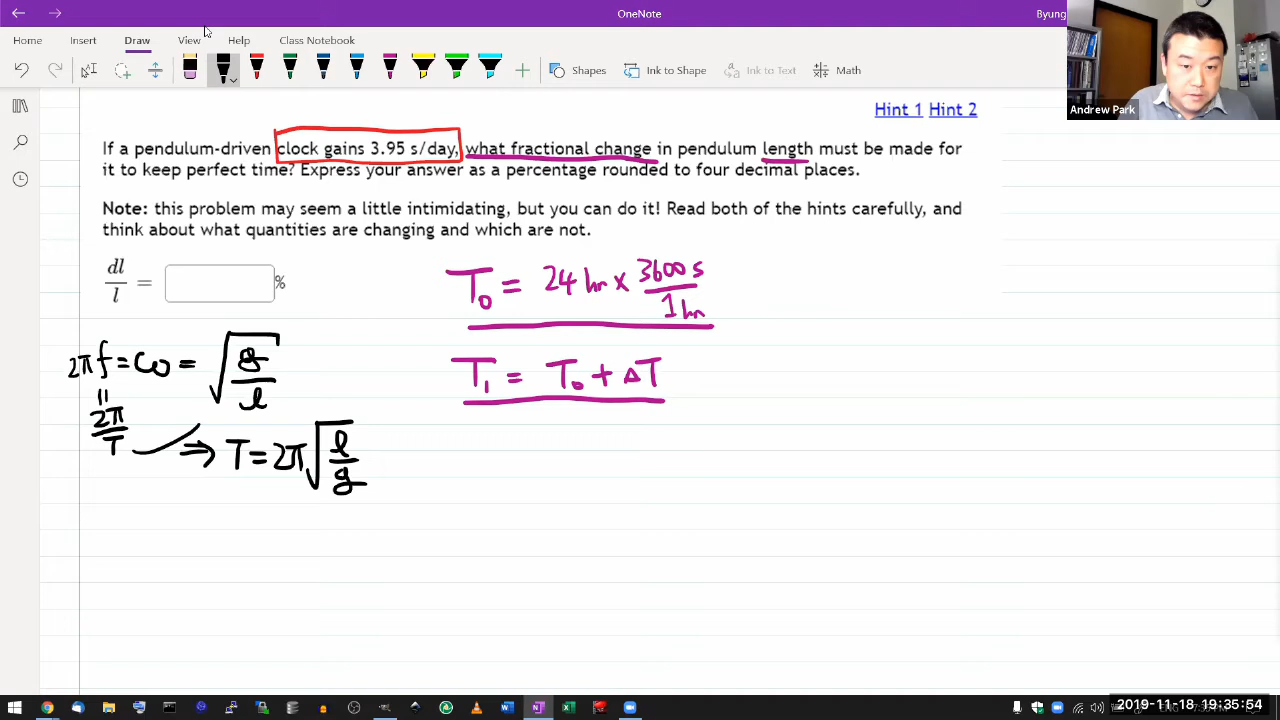 OneNote
Byung
Home Insert Draw View Help Class Notebook
Shapes Ink to Shape Ink to Text Math
Andrew Park
Hint 1 Hint 2
If a pendulum-driven clock gains 3.95 s/day, what fractional change in pendulum length must be made for
it to keep perfect time? Express your answer as a percentage rounded to four decimal places.
Note: this problem may seem a little intimidating, but you can do it! Read both of the hints carefully, and
think about what quantities are changing and which are not.
dl/l = %
T₀ = 24 hr × 3600 s / 1 hr
T₁ = T₀ + ΔT
2πf = ω = √(g/l)
= 2π/T
⇒ T = 2π√(l/g)
2019-11-18 19:35:54